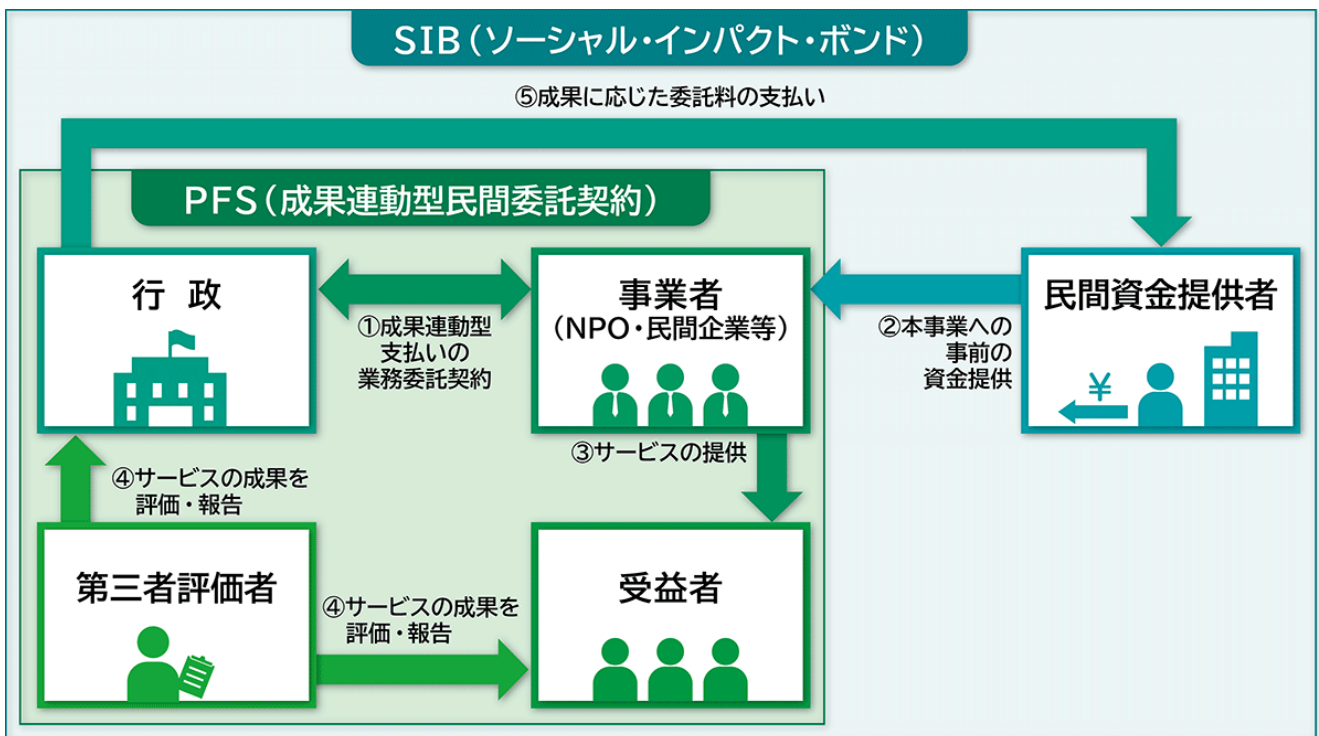 SIB(ソーシャル・インパクト・ボンド)
⑤成果に応じた委託料の支払い
PFS(成果連動型民間委託契約)
行 政
①成果連動型
支払いの
業務委託契約
事業者
(NPO・民間企業等)
②本事業への
事前の
資金提供
民間資金提供者
¥
③サービスの提供
④サービスの成果を
評価・報告
第三者評価者
④サービスの成果を
評価・報告
受益者